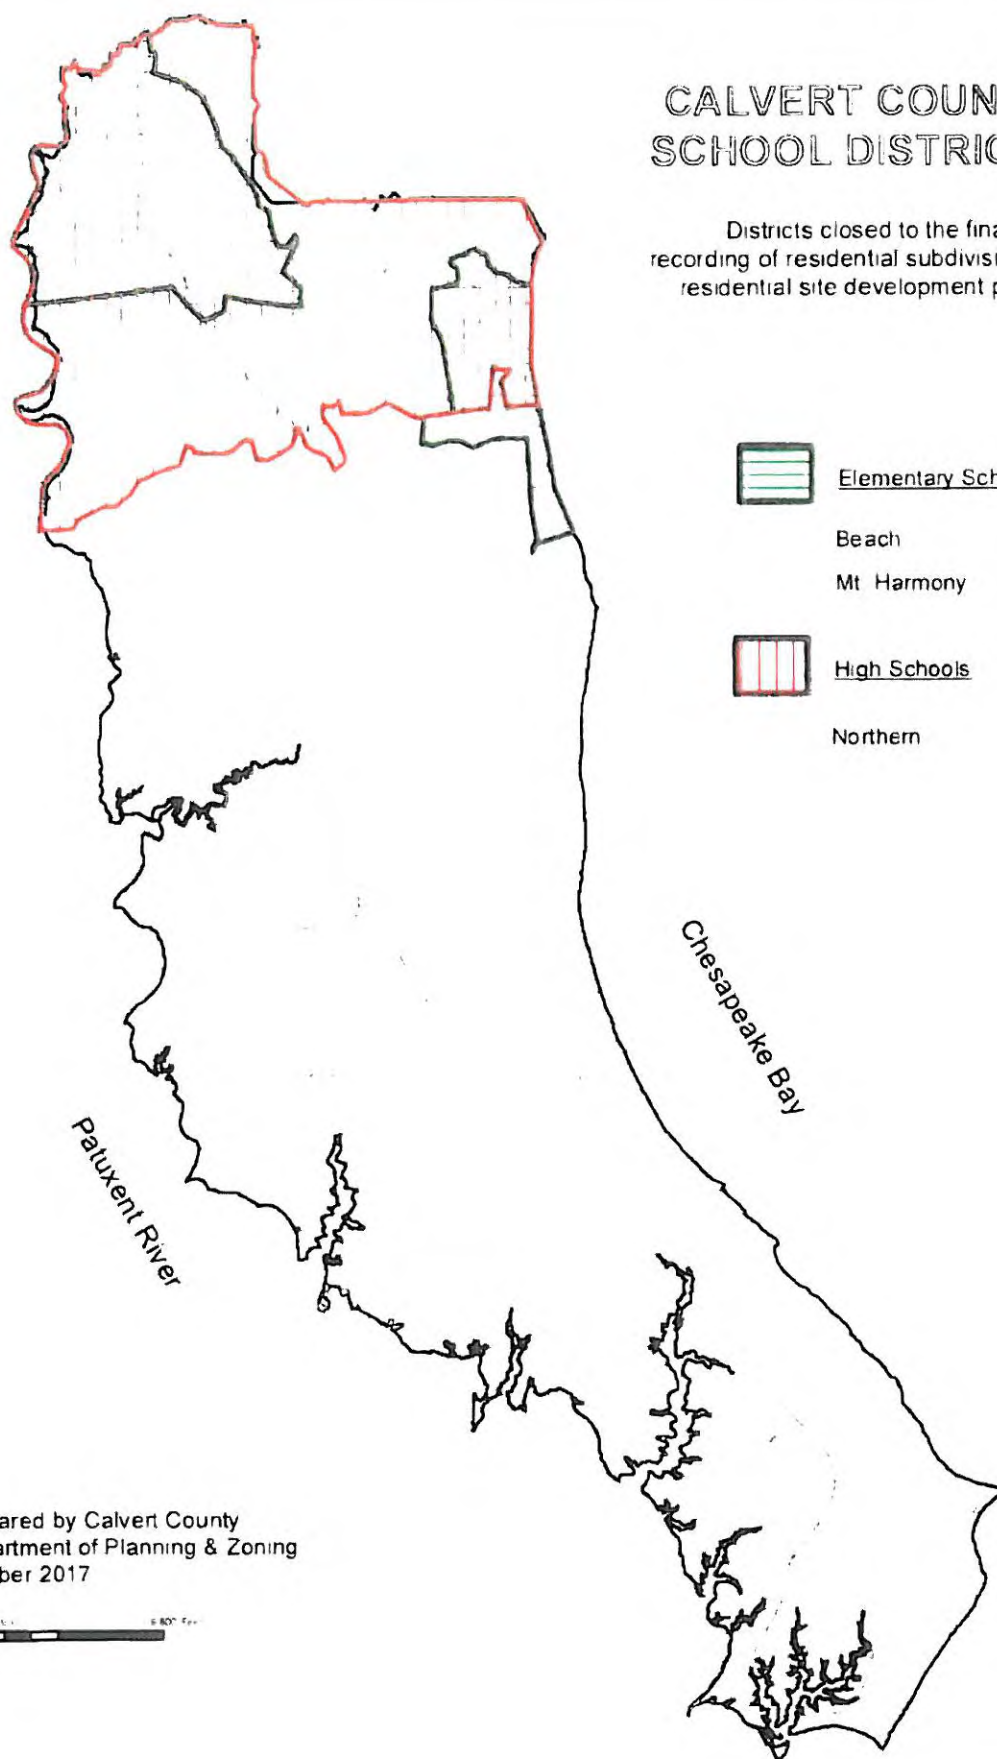 CALVERT COUN
SCHOOL DISTRIC
Districts closed to the fina
recording of residential subdivisi
residential site development p
Elementary Sch
Beach
Mt Harmony
High Schools
Northern
Chesapeake Bay
Patuxent River
ared by Calvert County
artment of Planning & Zoning
ber 2017